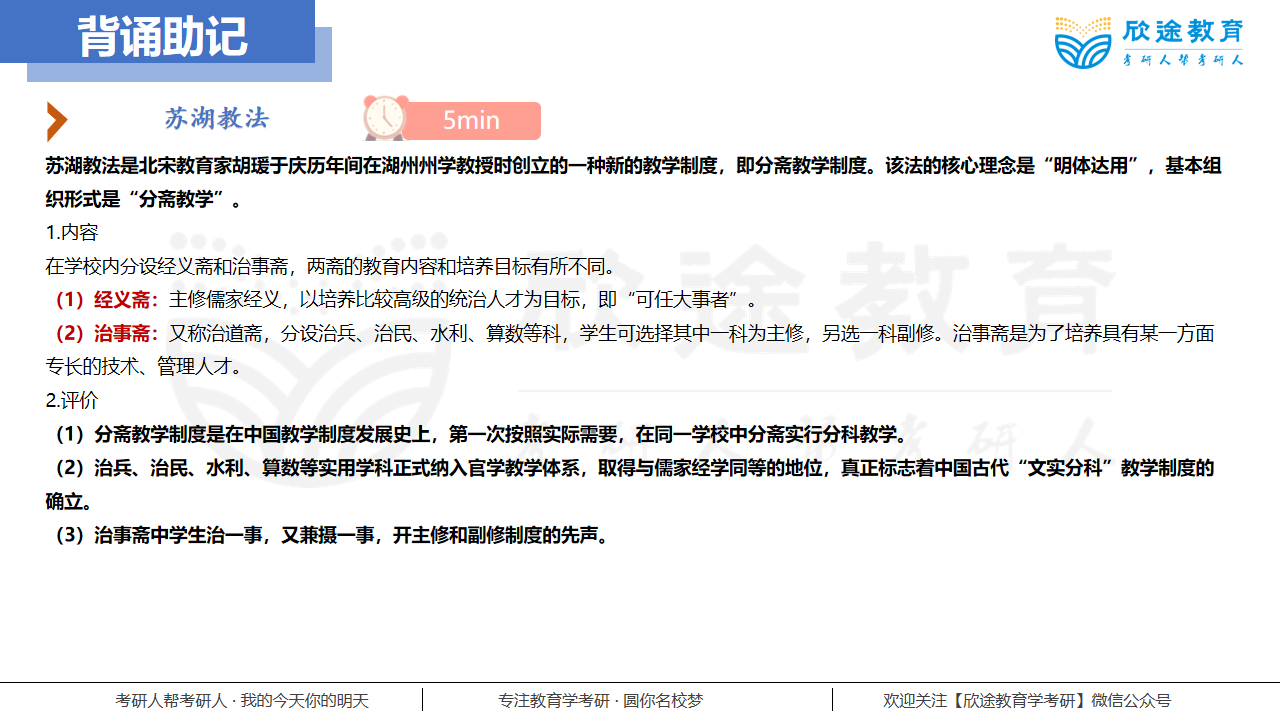 背诵助记
欣途教育
考研人帮考研人
苏湖教法
5min
苏湖教法是北宋教育家胡瑗于庆历年间在湖州州学教授时创立的一种新的教学制度，即分斋教学制度。该法的核心理念是“明体达用”，基本组
织形式是“分斋教学”。
1.内容
在学校内分设经义斋和治事斋，两斋的教育内容和培养目标有所不同。
（1）经义斋：主修儒家经义，以培养比较高级的统治人才为目标，即“可任大事者”。
（2）治事斋：又称治道斋，分设治兵、治民、水利、算数等科，学生可选择其中一科为主修，另选一科副修。治事斋是为了培养具有某一方面
专长的技术、管理人才。
2.评价
（1）分斋教学制度是在中国教学制度发展史上，第一次按照实际需要，在同一学校中分斋实行分科教学。
（2）治兵、治民、水利、算数等实用学科正式纳入官学教学体系，取得与儒家经学同等的地位，真正标志着中国古代“文实分科”教学制度的
确立。
（3）治事斋中学生治一事，又兼摄一事，开主修和副修制度的先声。
欣途教育
考研人帮考研人
考研人帮考研人 · 我的今天你的明天
专注教育学考研 · 圆你名校梦
欢迎关注【欣途教育学考研】微信公众号